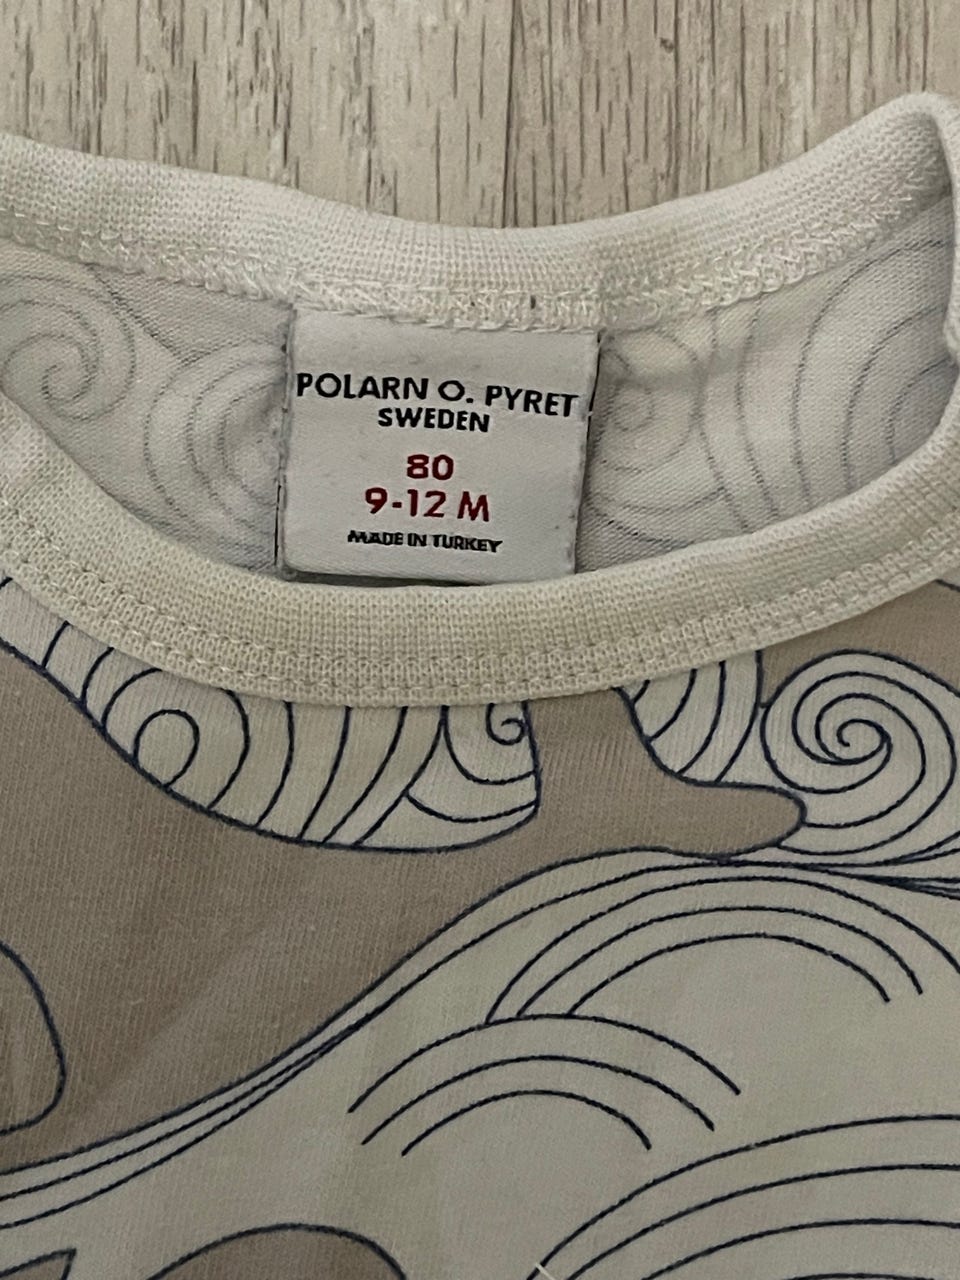 POLARN O. PYRET
SWEDEN
80
9-12 M
MADE IN TURKEY